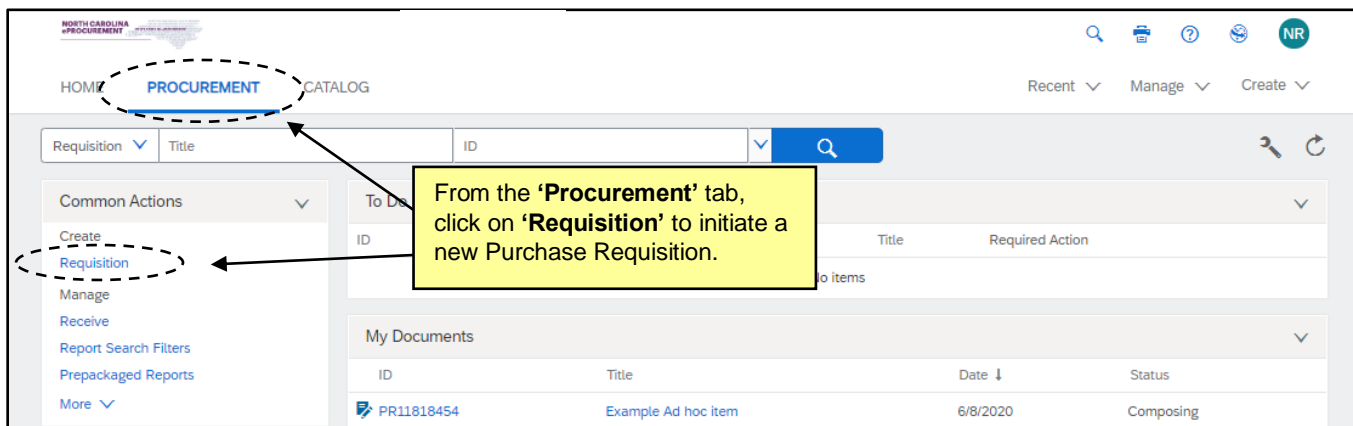 NORTH CAROLINA
ePROCUREMENT
NR
HOME PROCUREMENT CATALOG
Recent Manage Create
Requisition Title ID
Common Actions
Create
Requisition
Manage
Receive
Report Search Filters
Prepackaged Reports
More
To Do
ID Title Required Action
No items
From the ‘Procurement’ tab,
click on ‘Requisition’ to initiate a
new Purchase Requisition.
My Documents
ID Title Date ↓ Status
PR11818454 Example Ad hoc item 6/8/2020 Composing